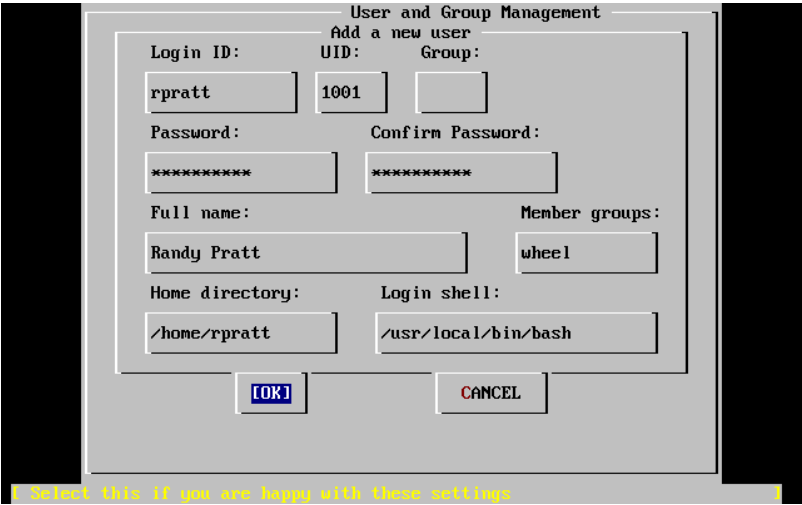 User and Group Management
Add a new user
Login ID: UID: Group:
rpratt 1001
Password: Confirm Password:
********** **********
Full name: Member groups:
Randy Pratt wheel
Home directory: Login shell:
/home/rpratt /usr/local/bin/bash
[OK] CANCEL
[ Select this if you are happy with these settings ]